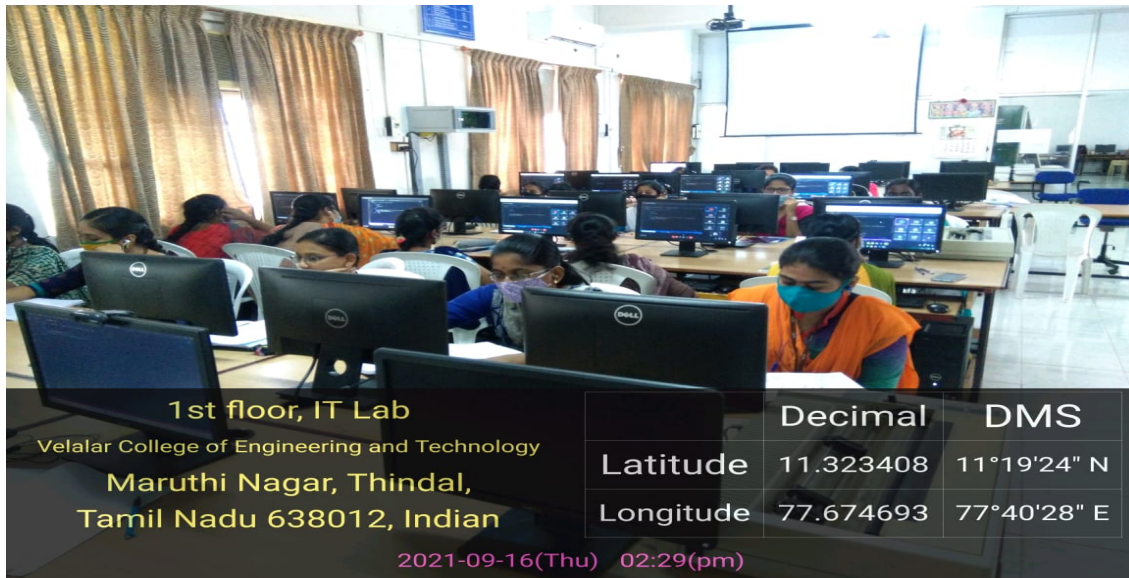 DELL
DELL
DELL
1st floor, IT Lab
Velalar College of Engineering and Technology
Maruthi Nagar, Thindal,
Tamil Nadu 638012, Indian
Decimal DMS
Latitude 11.323408 11°19'24" N
Longitude 77.674693 77°40'28" E
2021-09-16(Thu) 02:29(pm)